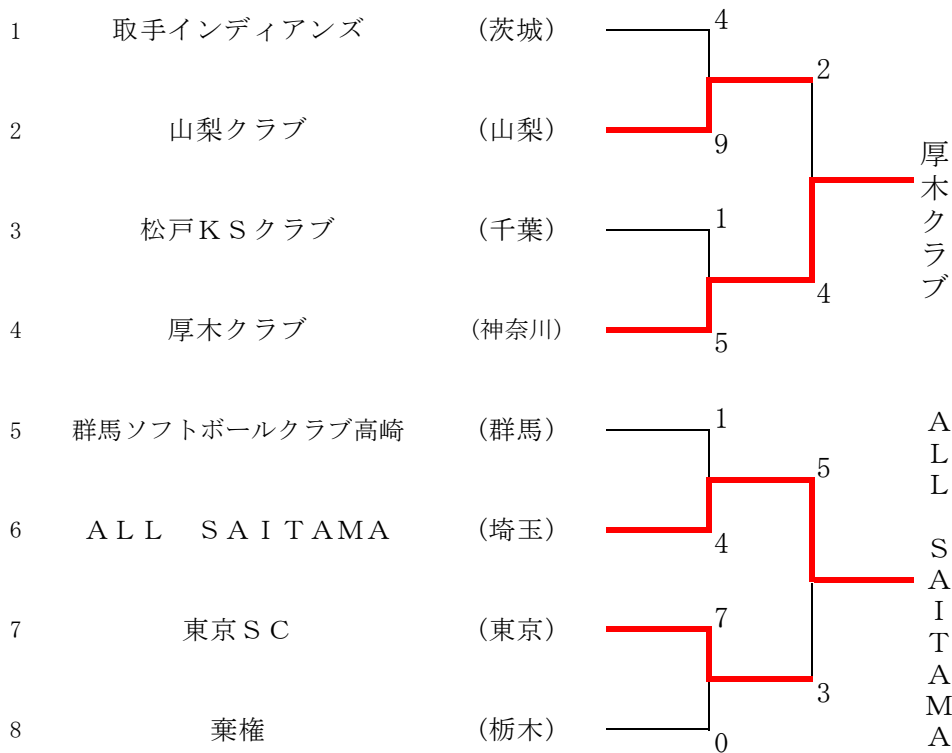 1 取手インディアンズ （茨城） 4
2
2 山梨クラブ （山梨） 9
厚木クラブ
3 松戸ＫＳクラブ （千葉） 1
4
4 厚木クラブ （神奈川） 5
5 群馬ソフトボールクラブ高崎 （群馬） 1
5
6 ＡＬＬ　ＳＡＩＴＡＭＡ （埼玉） 4
ＡＬＬ　ＳＡＩＴＡＭＡ
7 東京ＳＣ （東京） 7
3
8 棄権 （栃木） 0